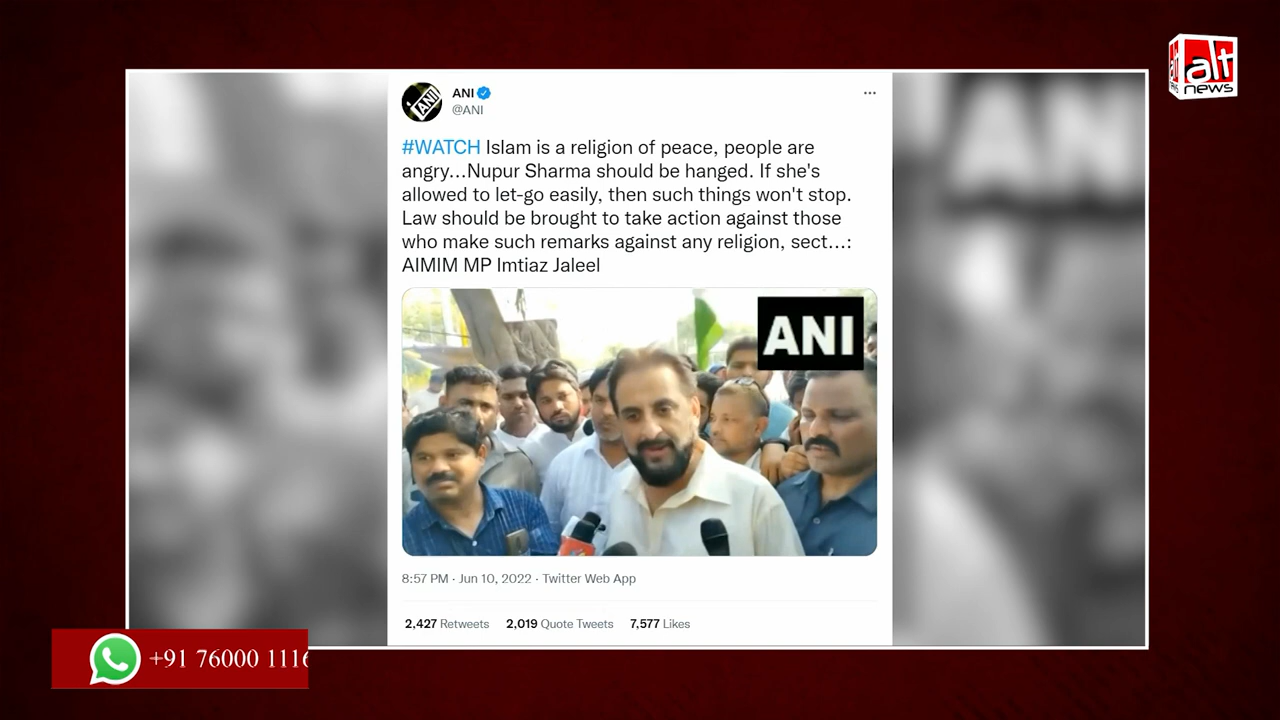 alt
news
ANI
@ANI
#WATCH Islam is a religion of peace, people are
angry...Nupur Sharma should be hanged. If she's
allowed to let-go easily, then such things won't stop.
Law should be brought to take action against those
who make such remarks against any religion, sect...:
AIMIM MP Imtiaz Jaleel
ANI
8:57 PM · Jun 10, 2022 · Twitter Web App
2,427 Retweets 2,019 Quote Tweets 7,577 Likes
+91 76000 1116